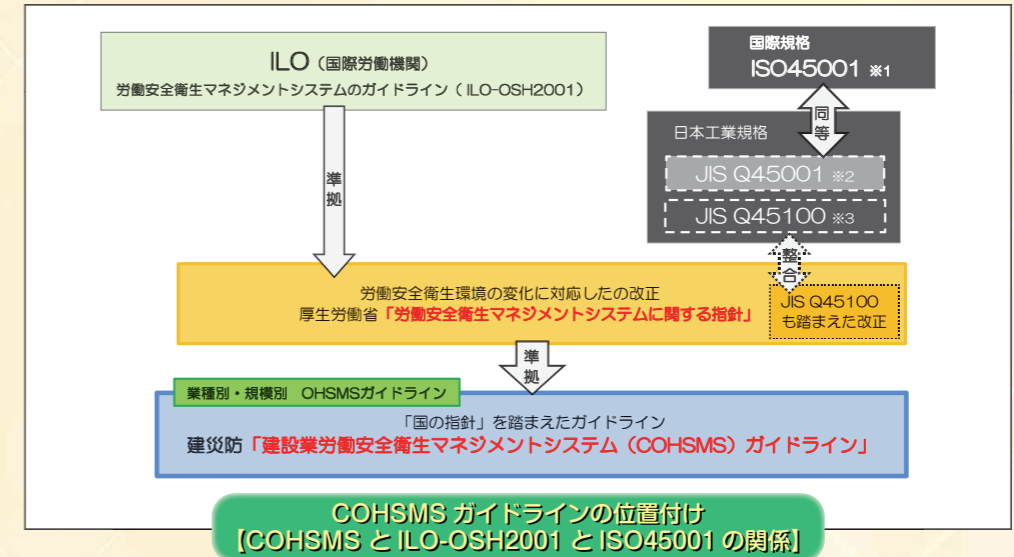 ILO（国際労働機関）
労働安全衛生マネジメントシステムのガイドライン（ILO-OSH2001）
国際規格
ISO45001 ※1
同等
日本工業規格
JIS Q45001 ※2
JIS Q45100 ※3
準拠
整合
労働安全衛生環境の変化に対応したの改正
厚生労働省「労働安全衛生マネジメントシステムに関する指針」
JIS Q45100
も踏まえた改正
準拠
業種別・規模別　OHSMSガイドライン
「国の指針」を踏まえたガイドライン
建災防「建設業労働安全衛生マネジメントシステム（COHSMS）ガイドライン」
COHSMS ガイドラインの位置付け
【COHSMS と ILO-OSH2001 と ISO45001 の関係】